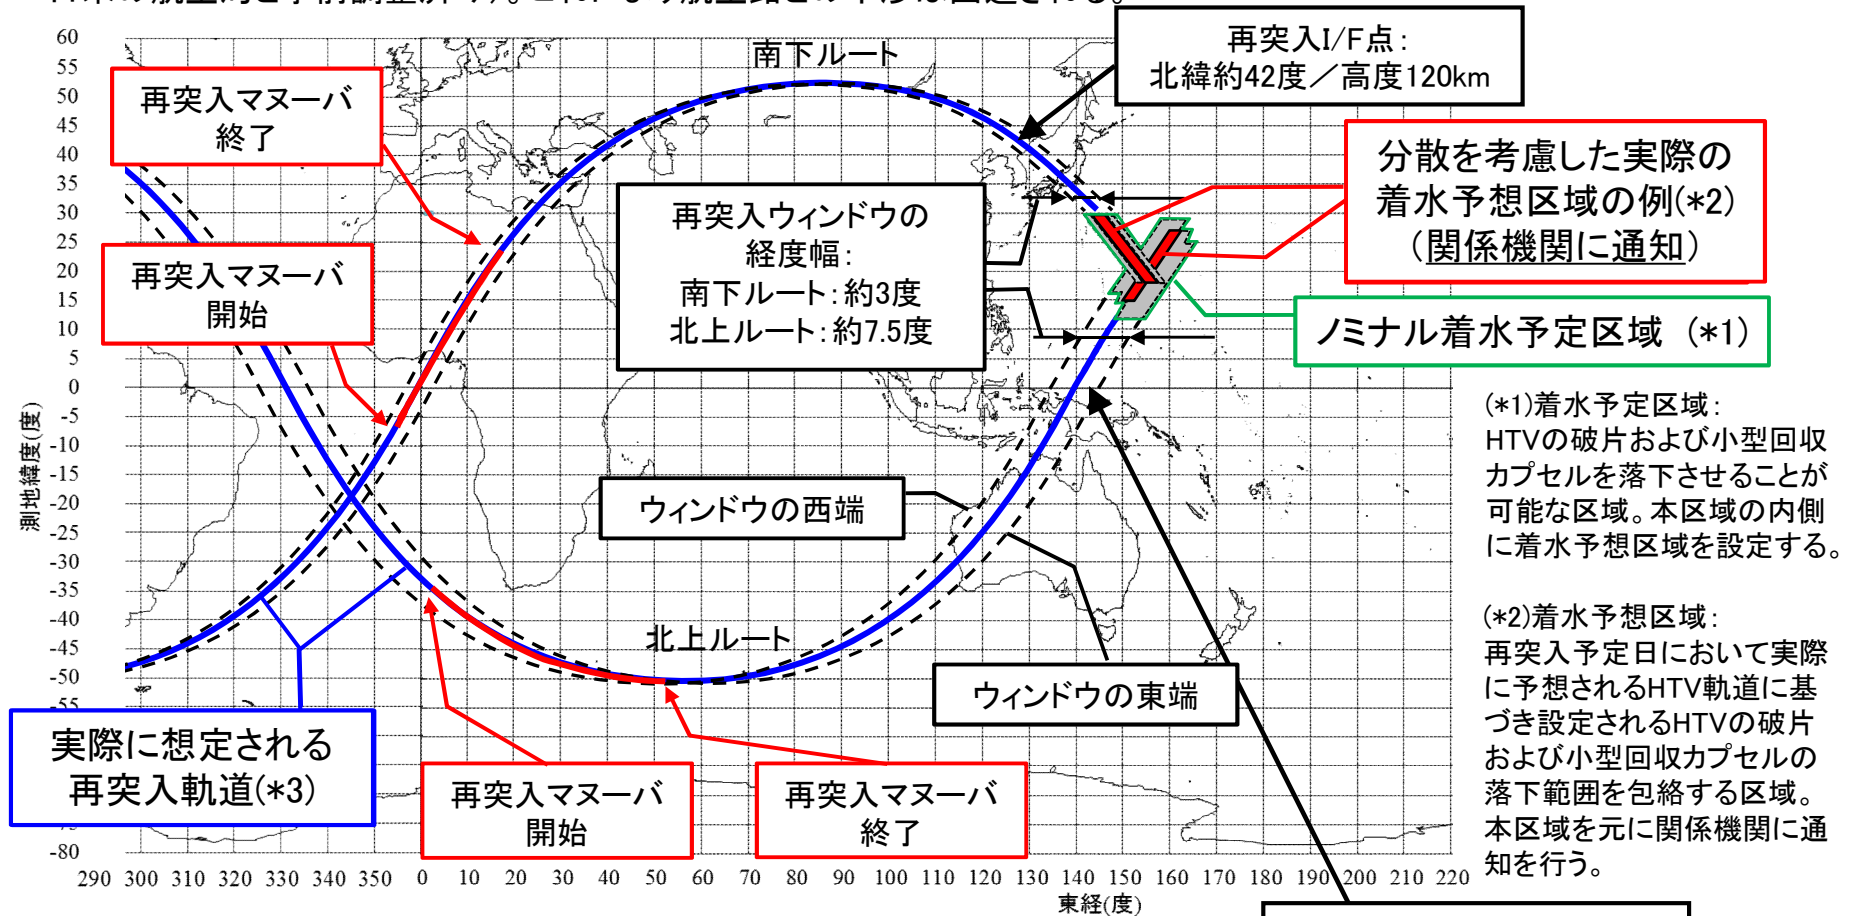 南下ルート
再突入I/F点：
北緯約42度／高度120km
再突入マヌーバ
終了
分散を考慮した実際の
着水予想区域の例(*2)
（関係機関に通知）
再突入ウィンドウの
経度幅：
南下ルート：約3度
北上ルート：約7.5度
再突入マヌーバ
開始
ノミナル着水予定区域 (*1)
(*1)着水予定区域：
HTVの破片および小型回収
カプセルを落下させることが
可能な区域。本区域の内側
に着水予想区域を設定する。
ウィンドウの西端
北上ルート
ウィンドウの東端
(*2)着水予想区域：
再突入予定日において実際
に予想されるHTV軌道に基
づき設定されるHTVの破片
および小型回収カプセルの
落下範囲を包絡する区域。
本区域を元に関係機関に通
知を行う。
実際に想定される
再突入軌道(*3)
再突入マヌーバ
開始
再突入マヌーバ
終了
測地緯度(度)
60
55
50
45
40
35
30
25
20
15
10
5
0
-5
-10
-15
-20
-25
-30
-35
-40
-45
-50
-55
-75
-80
290 300 310 320 330 340 350 0 10 20 30 40 50 60 70 80 90 100 110 120 130 140 150 160 170 180 190 200 210 220
東経(度)